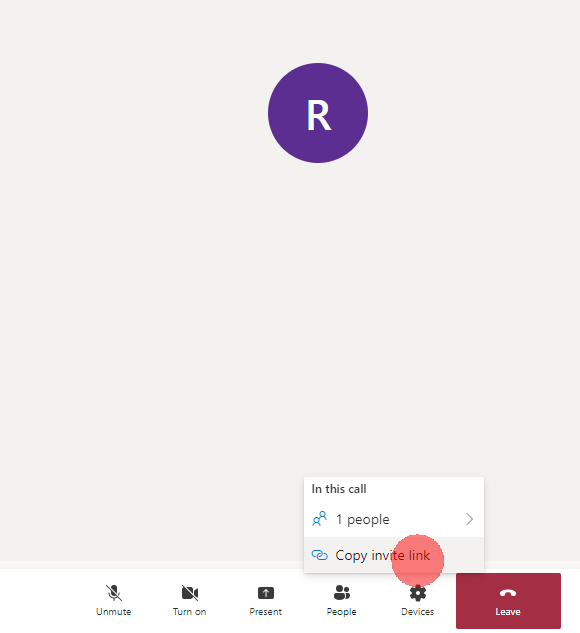 R
In this call
1 people
Copy invite link
Unmute
Turn on
Present
People
Devices
Leave